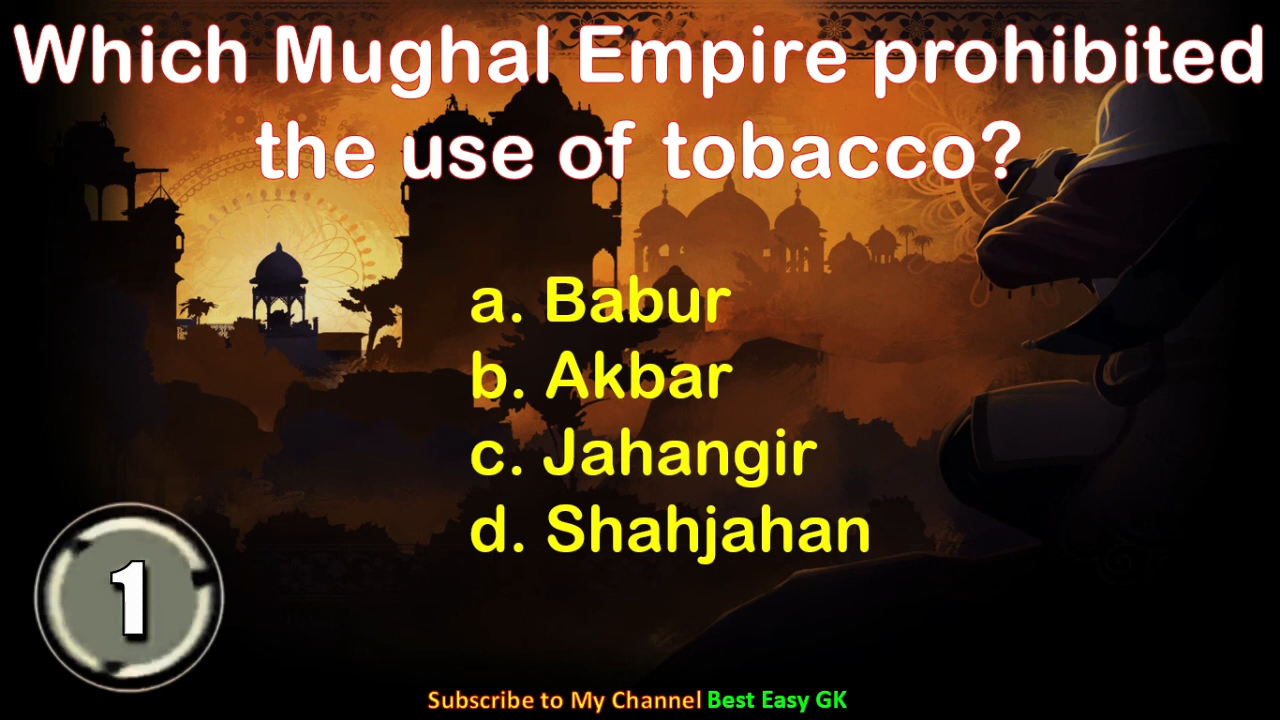 Which Mughal Empire prohibited
the use of tobacco?
a. Babur
b. Akbar
c. Jahangir
d. Shahjahan
1
Subscribe to My Channel Best Easy GK